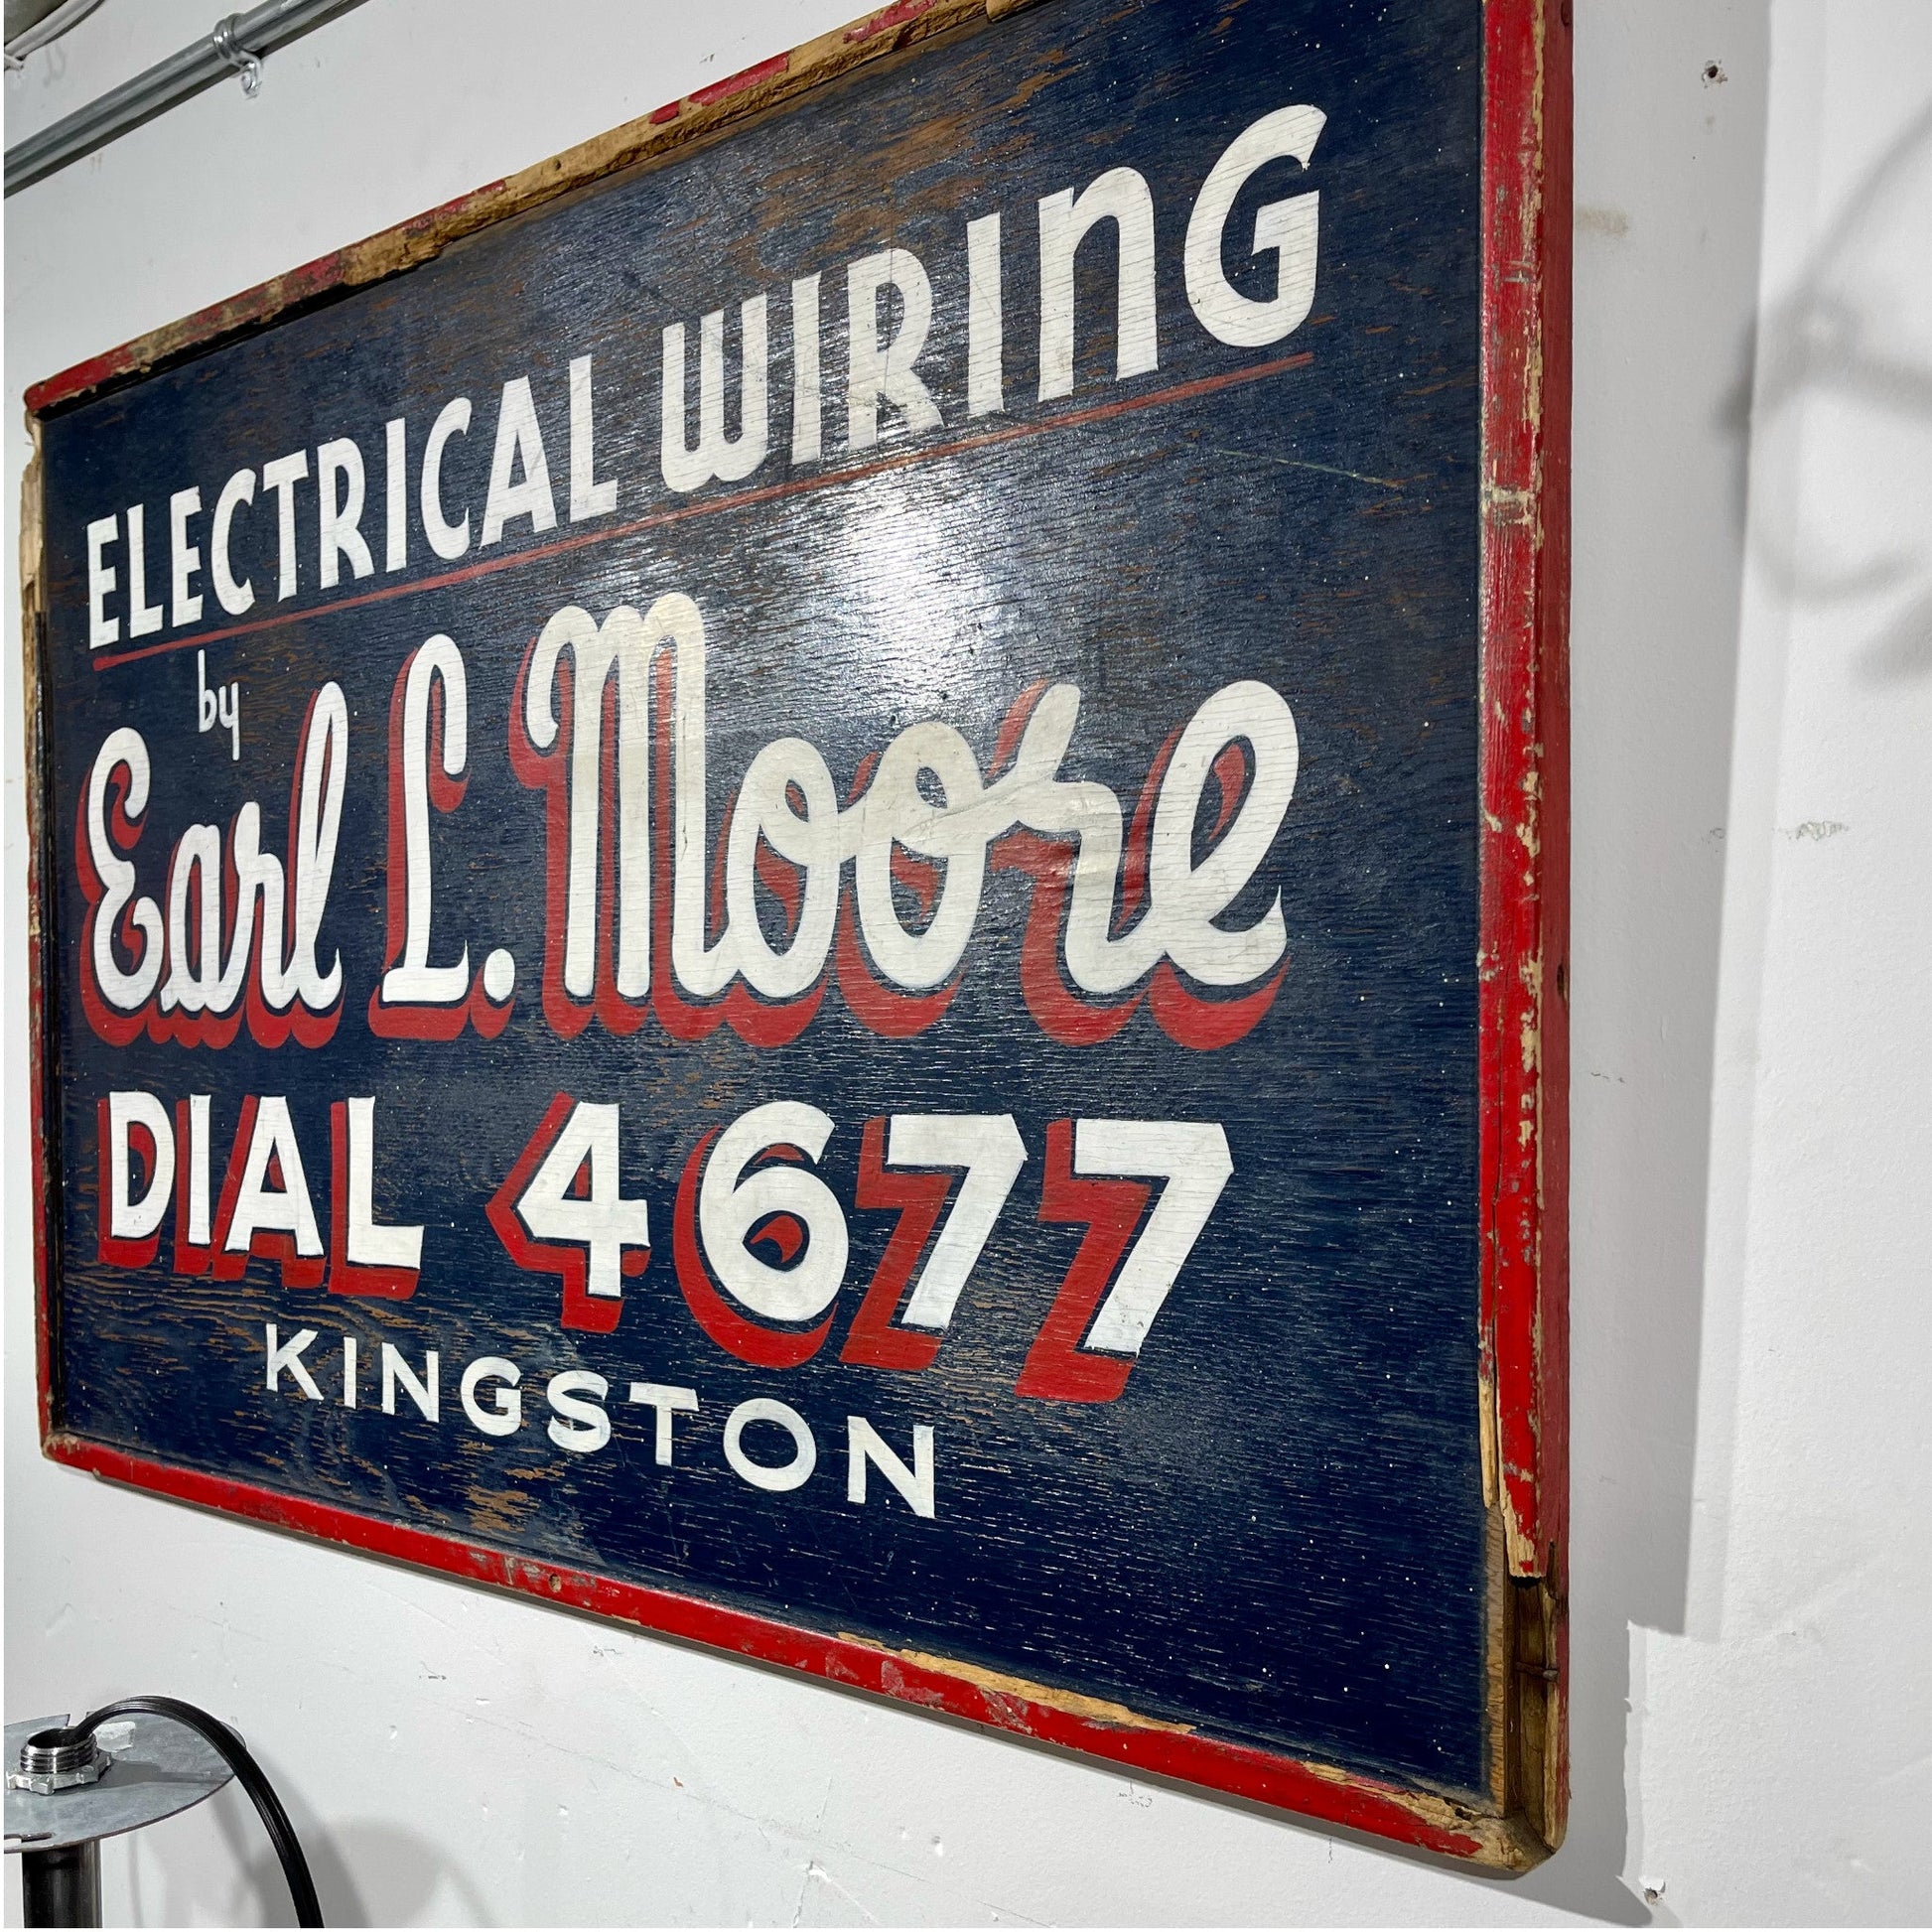 ELECTRICAL WIRING
by
Earl L. Moore
DIAL 4677
KINGSTON